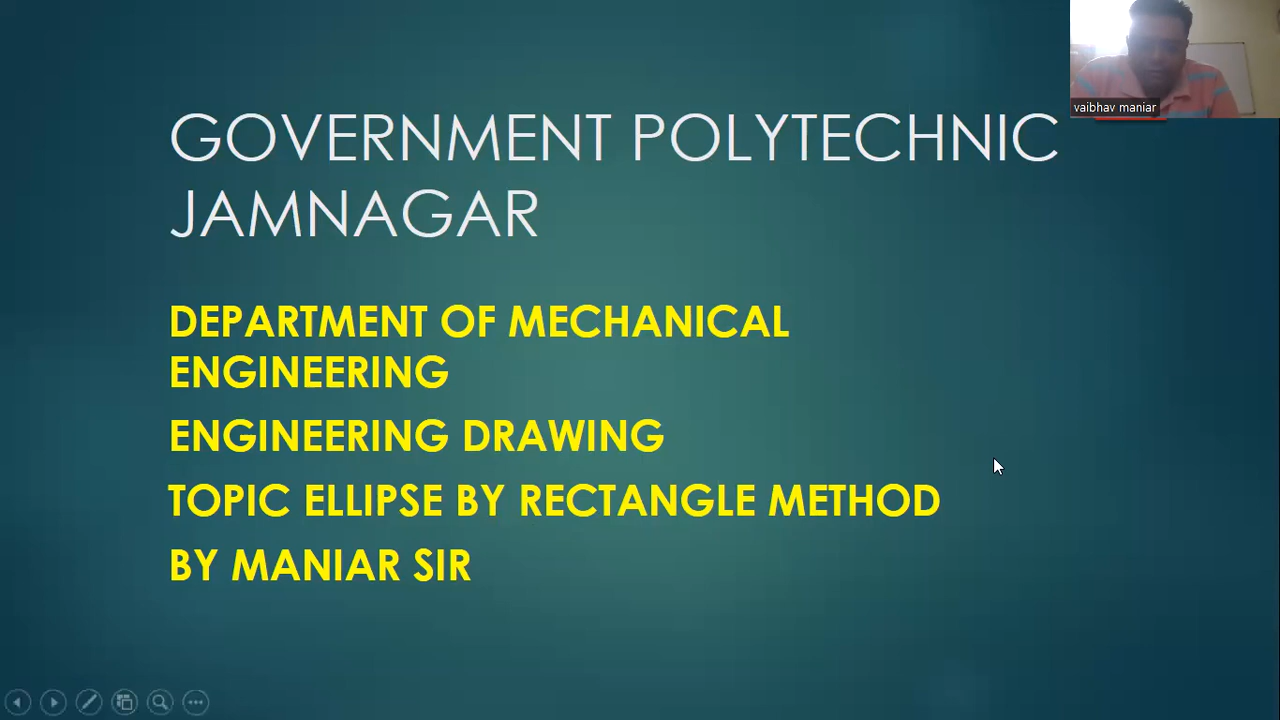 vaibhav maniar
GOVERNMENT POLYTECHNIC
JAMNAGAR
DEPARTMENT OF MECHANICAL
ENGINEERING
ENGINEERING DRAWING
TOPIC ELLIPSE BY RECTANGLE METHOD
BY MANIAR SIR